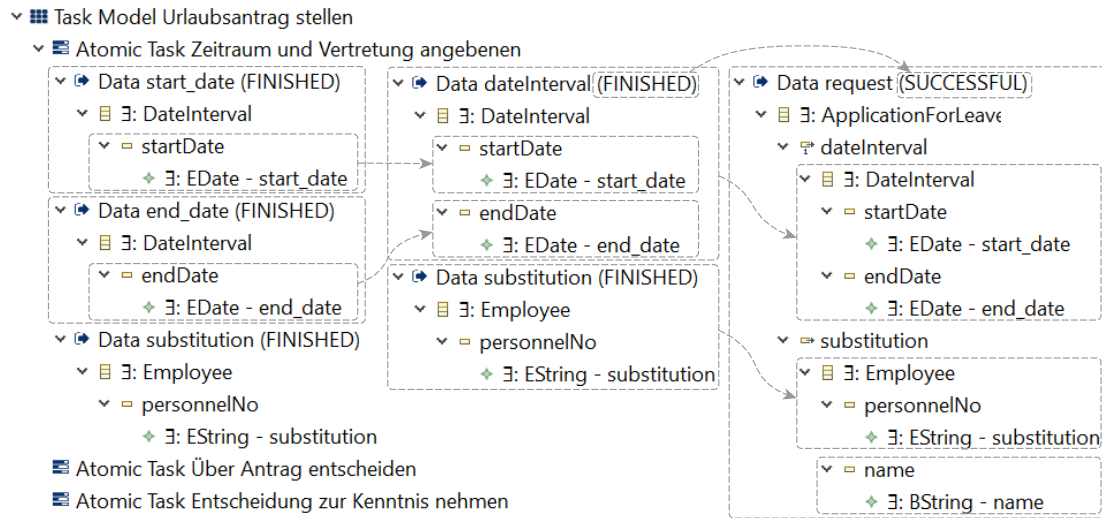 Task Model Urlaubsantrag stellen
Atomic Task Zeitraum und Vertretung angebenen
Data start_date (FINISHED)
∃: DateInterval
startDate
∃: EDate - start_date
Data end_date (FINISHED)
∃: DateInterval
endDate
∃: EDate - end_date
Data substitution (FINISHED)
∃: Employee
personnelNo
∃: EString - substitution
Atomic Task Über Antrag entscheiden
Atomic Task Entscheidung zur Kenntnis nehmen
Data dateInterval (FINISHED)
∃: DateInterval
startDate
∃: EDate - start_date
endDate
∃: EDate - end_date
Data substitution (FINISHED)
∃: Employee
personnelNo
∃: EString - substitution
Data request (SUCCESSFUL)
∃: ApplicationForLeave
dateInterval
∃: DateInterval
startDate
∃: EDate - start_date
endDate
∃: EDate - end_date
substitution
∃: Employee
personnelNo
∃: EString - substitution
name
∃: BString - name